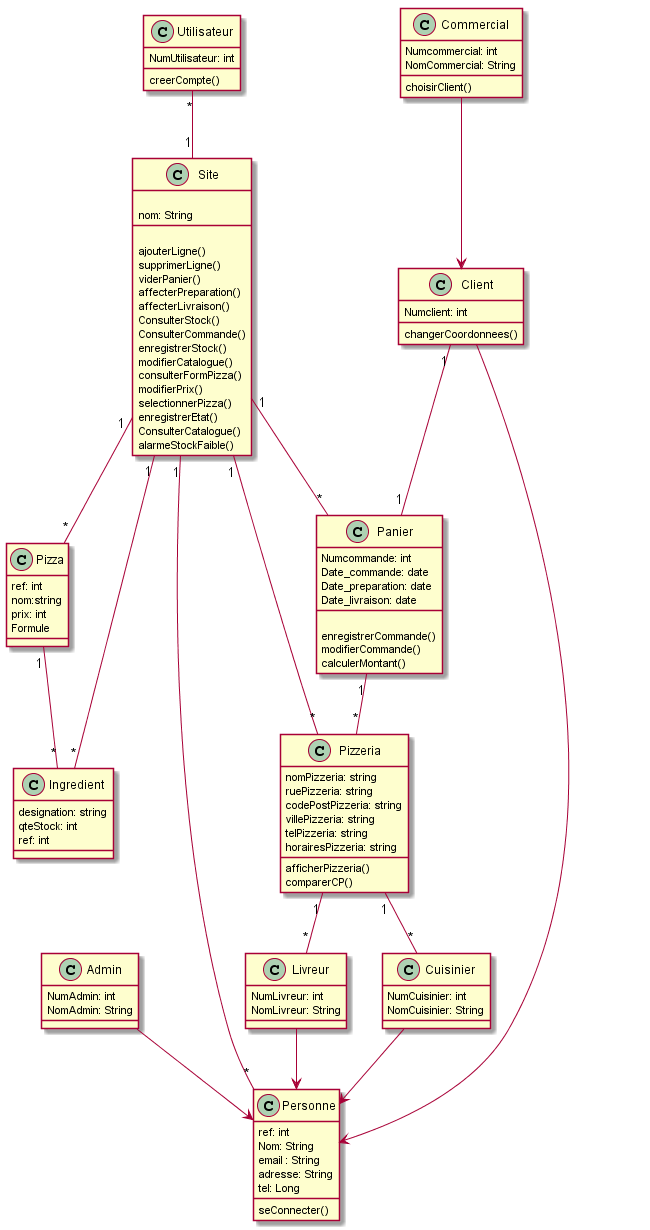 C Utilisateur
NumUtilisateur: int
creerCompte()
C Commercial
Numcommercial: int
NomCommercial: String
choisirClient()
*
1
C Site
nom: String
ajouterLigne()
supprimerLigne()
viderPanier()
affecterPreparation()
affecterLivraison()
ConsulterStock()
ConsulterCommande()
enregistrerStock()
modifierCatalogue()
consulterFormPizza()
modifierPrix()
selectionnerPizza()
enregistrerEtat()
ConsulterCatalogue()
alarmeStockFaible()
C Client
Numclient: int
changerCoordonnees()
1
1
1
1
1
1
*
*
1
C Pizza
ref: int
nom:string
prix: int
Formule
C Panier
Numcommande: int
Date_commande: date
Date_preparation: date
Date_livraison: date
enregistrerCommande()
modifierCommande()
calculerMontant()
1
1
*
*
*
*
C Ingredient
designation: string
qteStock: int
ref: int
C Pizzeria
nomPizzeria: string
ruePizzeria: string
codePostPizzeria: string
villePizzeria: string
telPizzeria: string
horairesPizzeria: string
afficherPizzeria()
comparerCP()
1
1
*
*
C Admin
NumAdmin: int
NomAdmin: String
C Livreur
NumLivreur: int
NomLivreur: String
C Cuisinier
NumCuisinier: int
NomCuisinier: String
*
C Personne
ref: int
Nom: String
email : String
adresse: String
tel: Long
seConnecter()